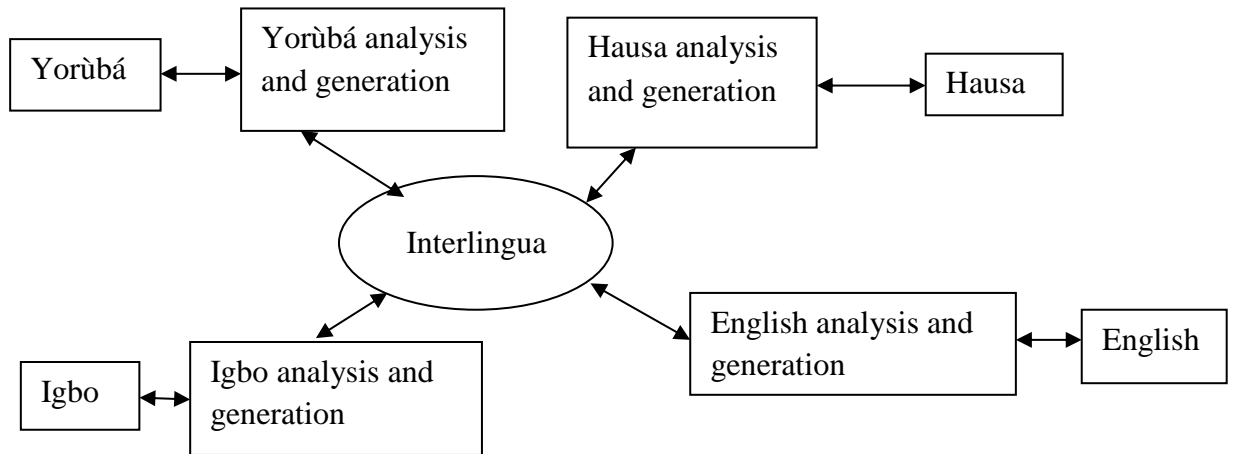 Yorùbá
Yorùbá analysis
and generation
Hausa analysis
and generation
Hausa
Interlingua
English analysis and
generation
English
Igbo
Igbo analysis and
generation